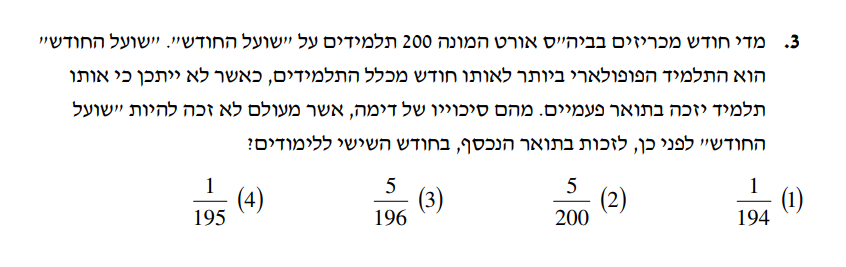 3. מדי חודש מכריזים בביה״ס אורט המונה 200 תלמידים על ״שועל החודש״. ״שועל החודש״
הוא התלמיד הפופולארי ביותר לאותו חודש מכלל התלמידים, כאשר לא ייתכן כי אותו
תלמיד יזכה בתואר פעמיים. מהם סיכוייו של דימה, אשר מעולם לא זכה להיות ״שועל
החודש״ לפני כן, לזכות בתואר הנכסף, בחודש השישי ללימודים?
(1) 1/194 (2) 5/200 (3) 5/196 (4) 1/195